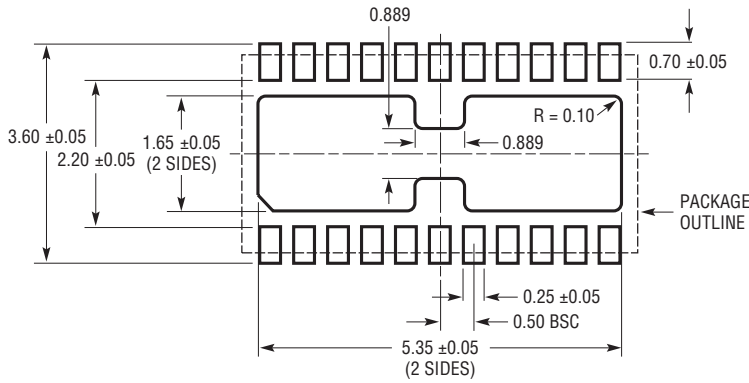 0.889
0.70 ±0.05
R = 0.10
3.60 ±0.05
1.65 ±0.05
(2 SIDES)
0.889
2.20 ±0.05
PACKAGE
OUTLINE
0.25 ±0.05
0.50 BSC
5.35 ±0.05
(2 SIDES)